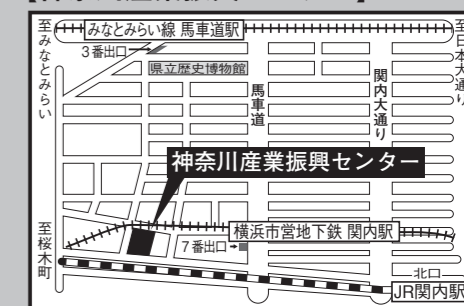 至みなとみらい
みなとみらい線 馬車道駅
至日本大通り
3番出口
県立歴史博物館
馬車道
関内大通り
神奈川産業振興センター
至桜木町
横浜市営地下鉄 関内駅
7番出口→
北口
JR関内駅